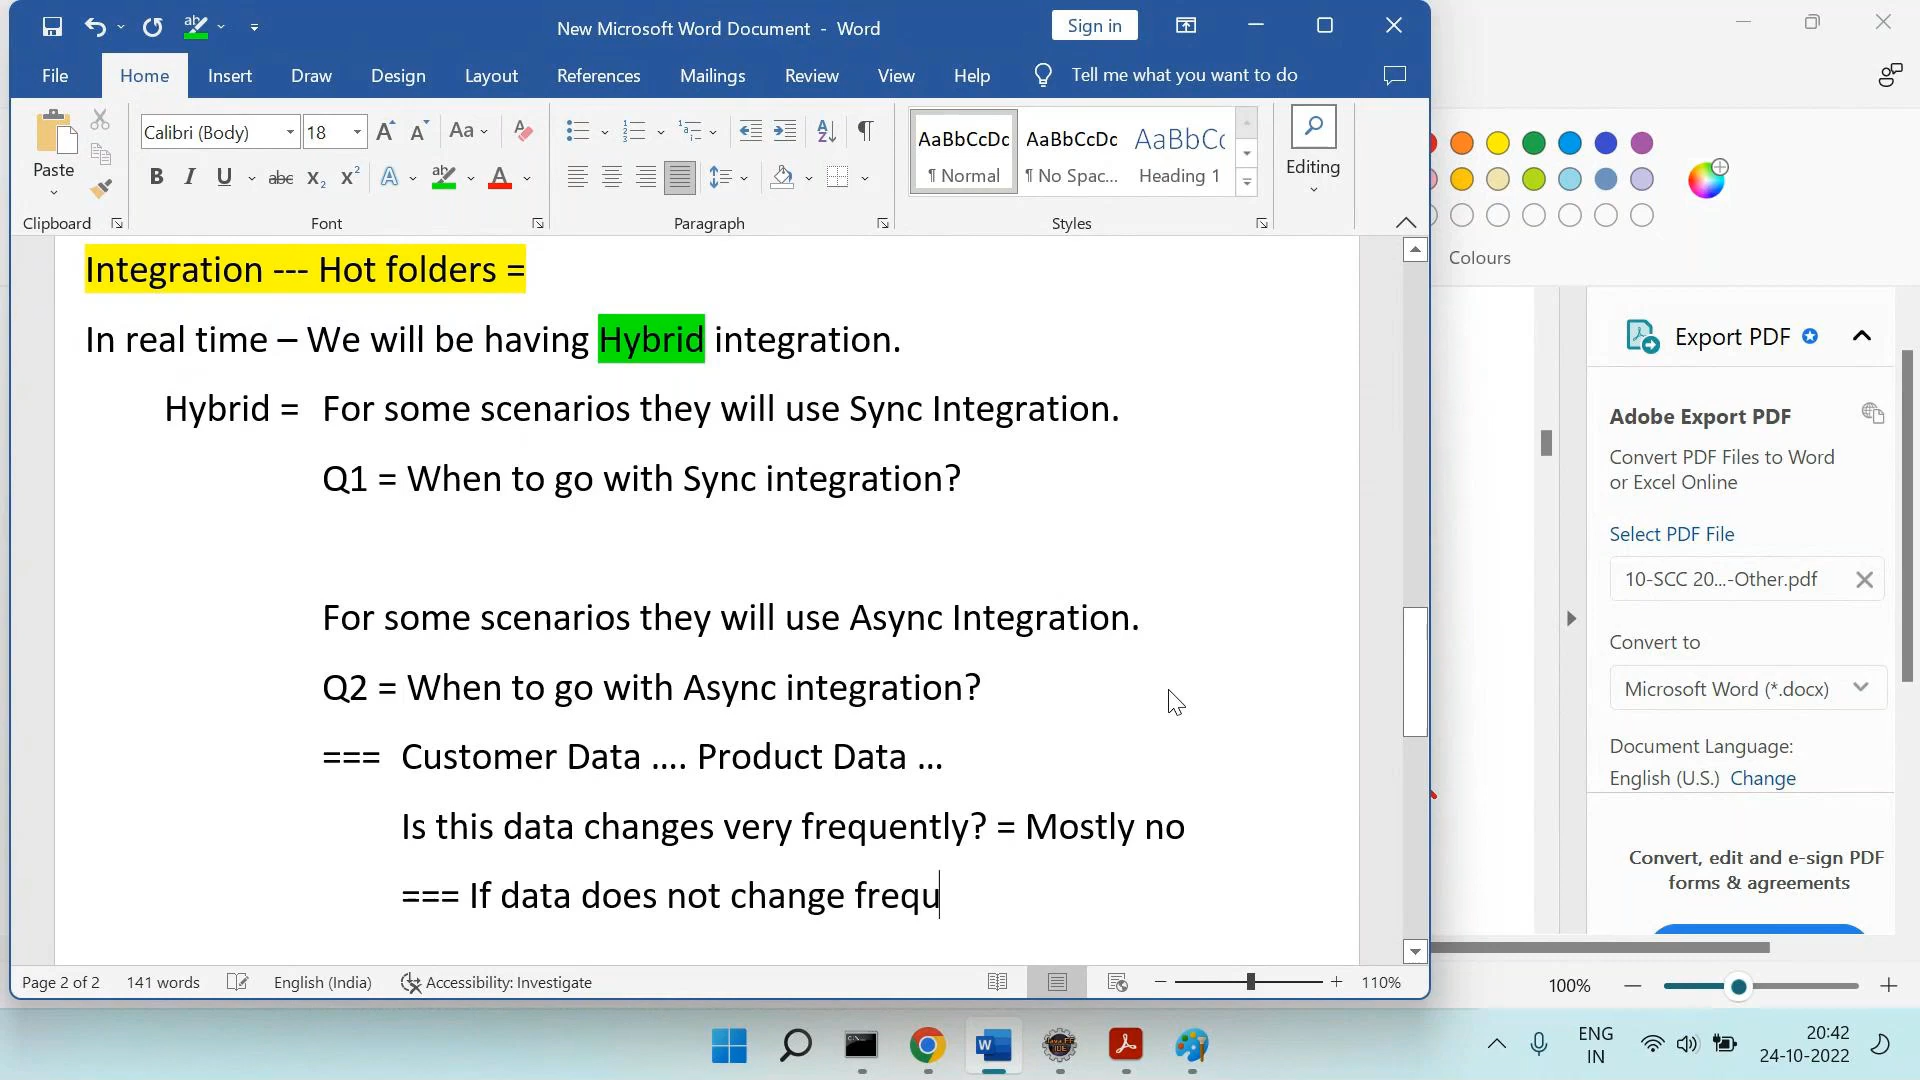 New Microsoft Word Document - Word
Sign in
File Home Insert Draw Design Layout References Mailings Review View Help Tell me what you want to do
Paste
Calibri (Body) 18
AaBbCcDc AaBbCcDc AaBbCc
¶ Normal ¶ No Spac... Heading 1
Editing
Clipboard Font Paragraph Styles
Integration --- Hot folders =
In real time – We will be having Hybrid integration.
Hybrid = For some scenarios they will use Sync Integration.
Q1 = When to go with Sync integration?
For some scenarios they will use Async Integration.
Q2 = When to go with Async integration?
=== Customer Data .... Product Data ...
Is this data changes very frequently? = Mostly no
=== If data does not change frequ
Page 2 of 2 141 words English (India) Accessibility: Investigate 110%
Colours
Export PDF
Adobe Export PDF
Convert PDF Files to Word
or Excel Online
Select PDF File
10-SCC 20...-Other.pdf
Convert to
Microsoft Word (*.docx)
Document Language:
English (U.S.) Change
Convert, edit and e-sign PDF
forms & agreements
100%
ENG
IN
20:42
24-10-2022